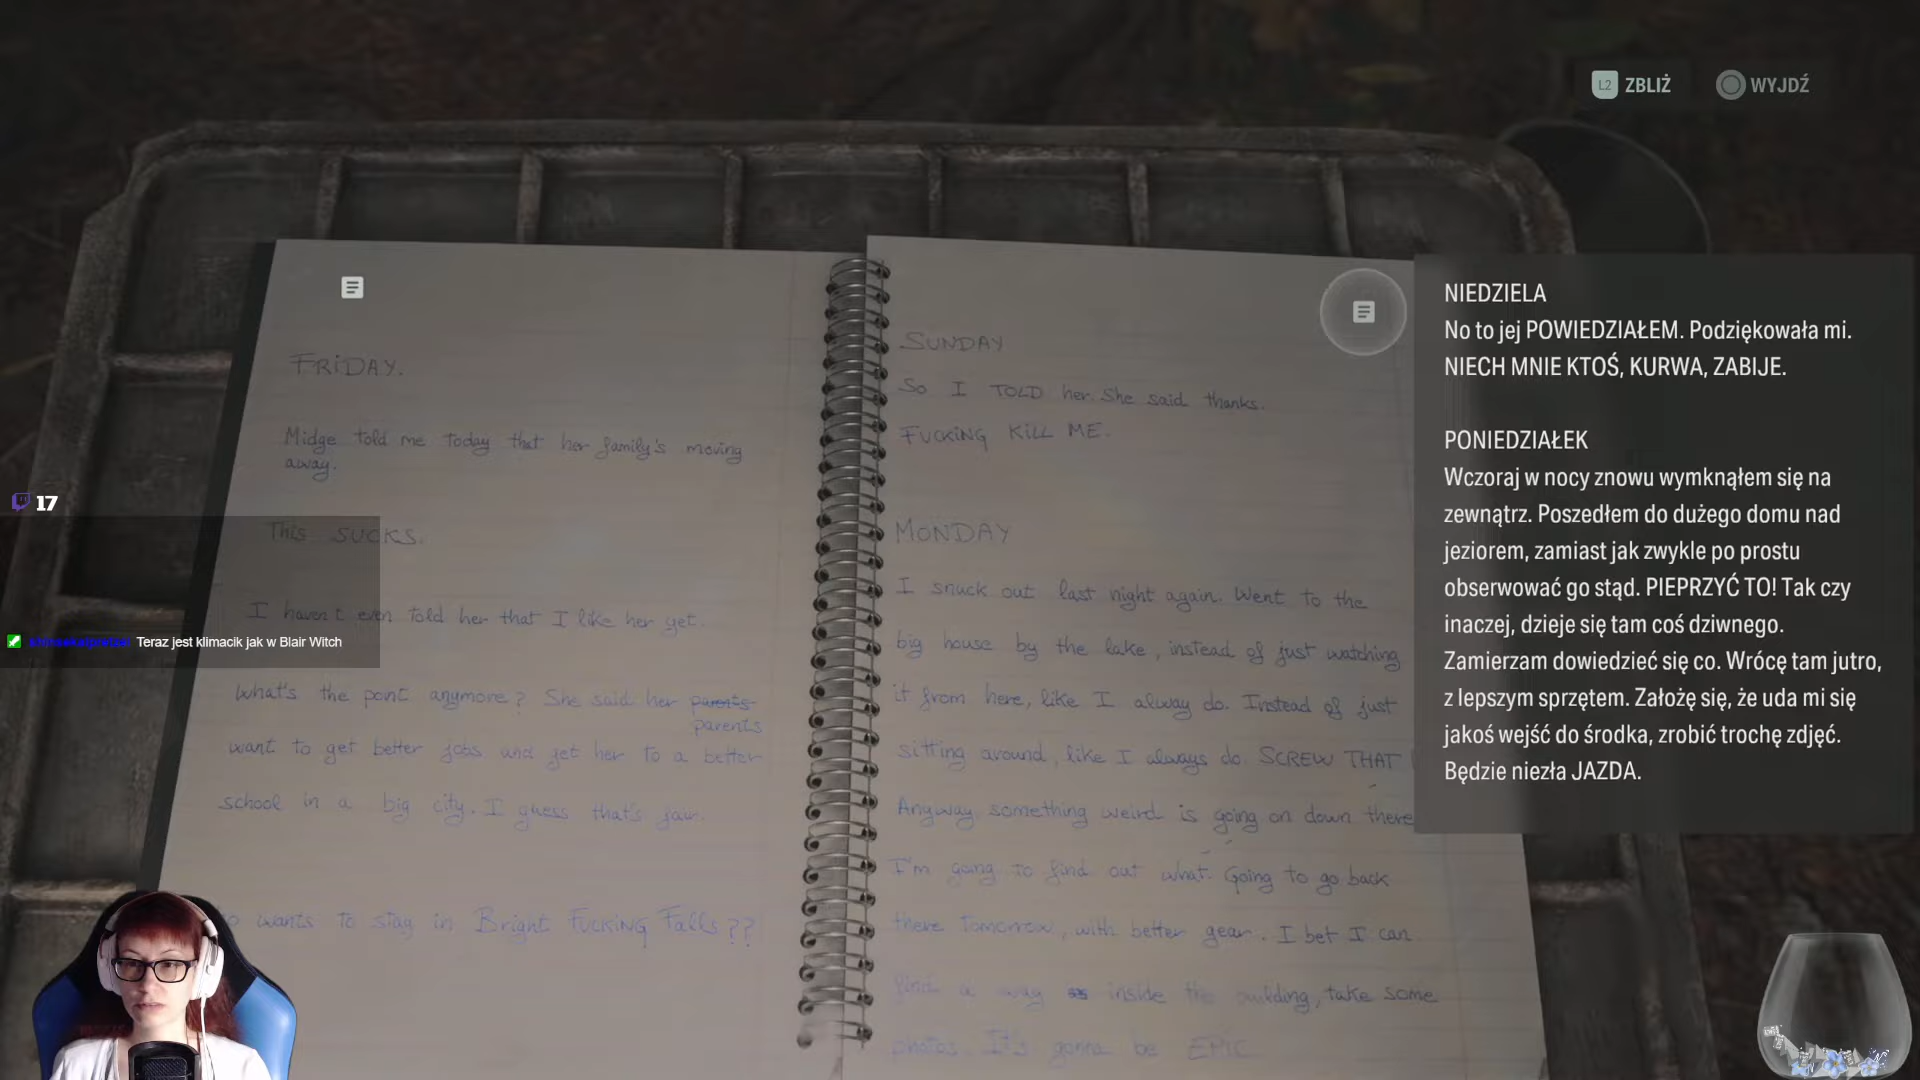 L2 ZBLIŻ
WYJDŹ
FRIDAY.
Midge told me today that her family's moving
away.
This SUCKS.
I haven't even told her that I like her yet.
What's the point anymore? She said her parents
parents
want to get better jobs and get her to a better
school in a big city. I guess that's fair.
wants to stay in Bright FUCKING Falls??
SUNDAY
So I TOLD her. She said thanks.
FUCKING KILL ME.
MONDAY
I snuck out last night again. Went to the
big house by the lake, instead of just watching
it from here, like I alway do. Instead of just
sitting around, like I always do. SCREW THAT
Anyway, something weird is going on down there
I'm going to find out what. Going to go back
there tomorrow, with better gear. I bet I can
find a way inside the building, take some
photos. It's gonna be EPIC
NIEDZIELA
No to jej POWIEDZIAŁEM. Podziękowała mi.
NIECH MNIE KTOŚ, KURWA, ZABIJE.
PONIEDZIAŁEK
Wczoraj w nocy znowu wymknąłem się na
zewnątrz. Poszedłem do dużego domu nad
jeziorem, zamiast jak zwykle po prostu
obserwować go stąd. PIEPRZYĆ TO! Tak czy
inaczej, dzieje się tam coś dziwnego.
Zamierzam dowiedzieć się co. Wrócę tam jutro,
z lepszym sprzętem. Założę się, że uda mi się
jakoś wejść do środka, zrobić trochę zdjęć.
Będzie niezła JAZDA.
17
Teraz jest klimacik jak w Blair Witch